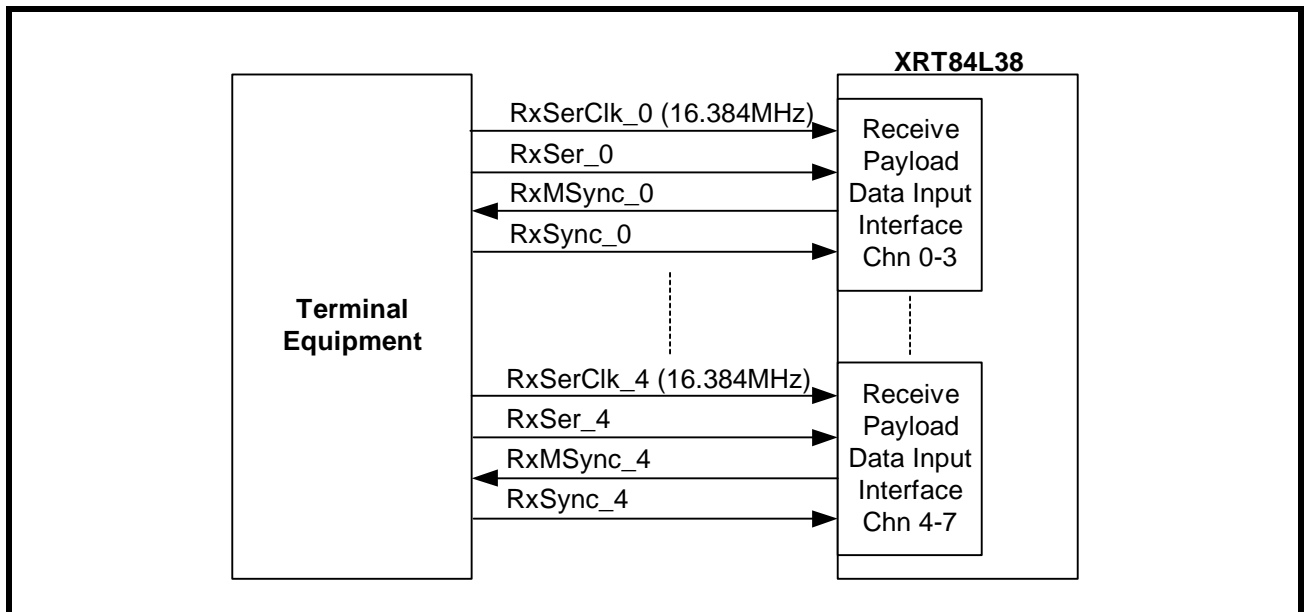 XRT84L38
Terminal
Equipment
RxSerClk_0 (16.384MHz)
RxSer_0
RxMSync_0
RxSync_0
Receive
Payload
Data Input
Interface
Chn 0-3
RxSerClk_4 (16.384MHz)
RxSer_4
RxMSync_4
RxSync_4
Receive
Payload
Data Input
Interface
Chn 4-7